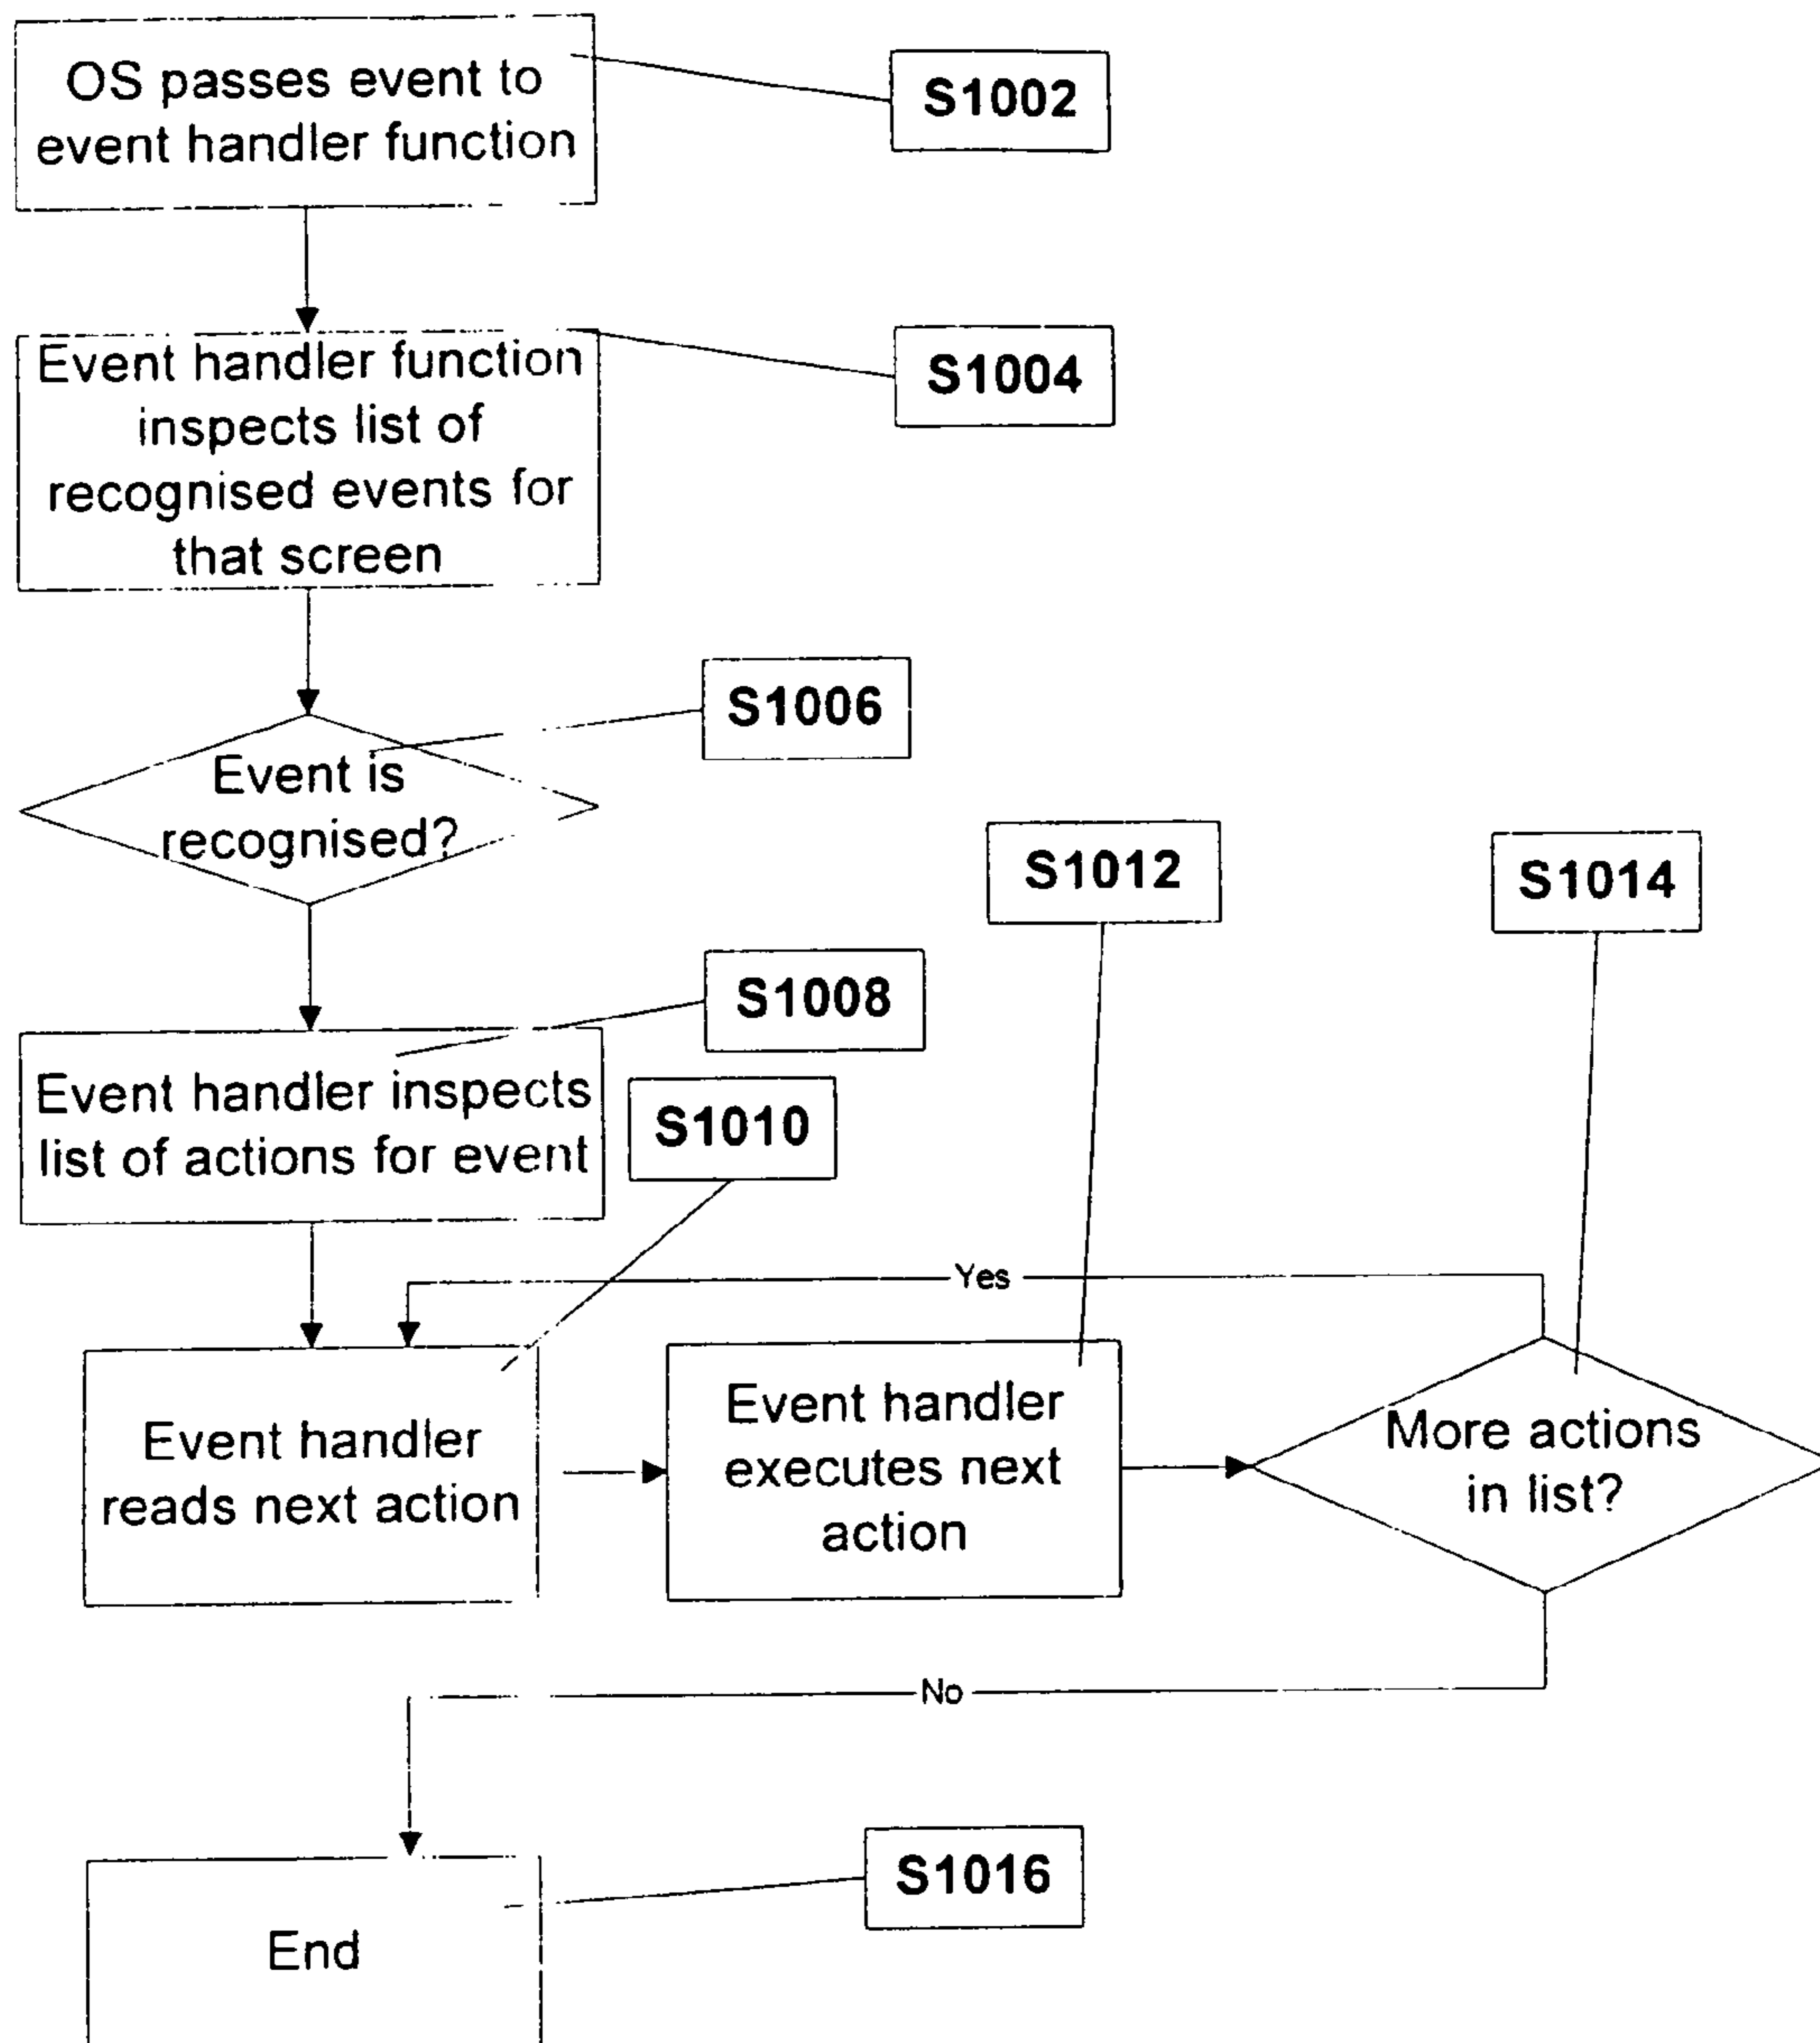 OS passes event to
event handler function
S1002
Event handler function
inspects list of
recognised events for
that screen
S1004
S1006
Event is
recognised?
S1012
S1014
S1008
Event handler inspects
list of actions for event
S1010
Yes
Event handler
reads next action
Event handler
executes next
action
More actions
in list?
No
S1016
End